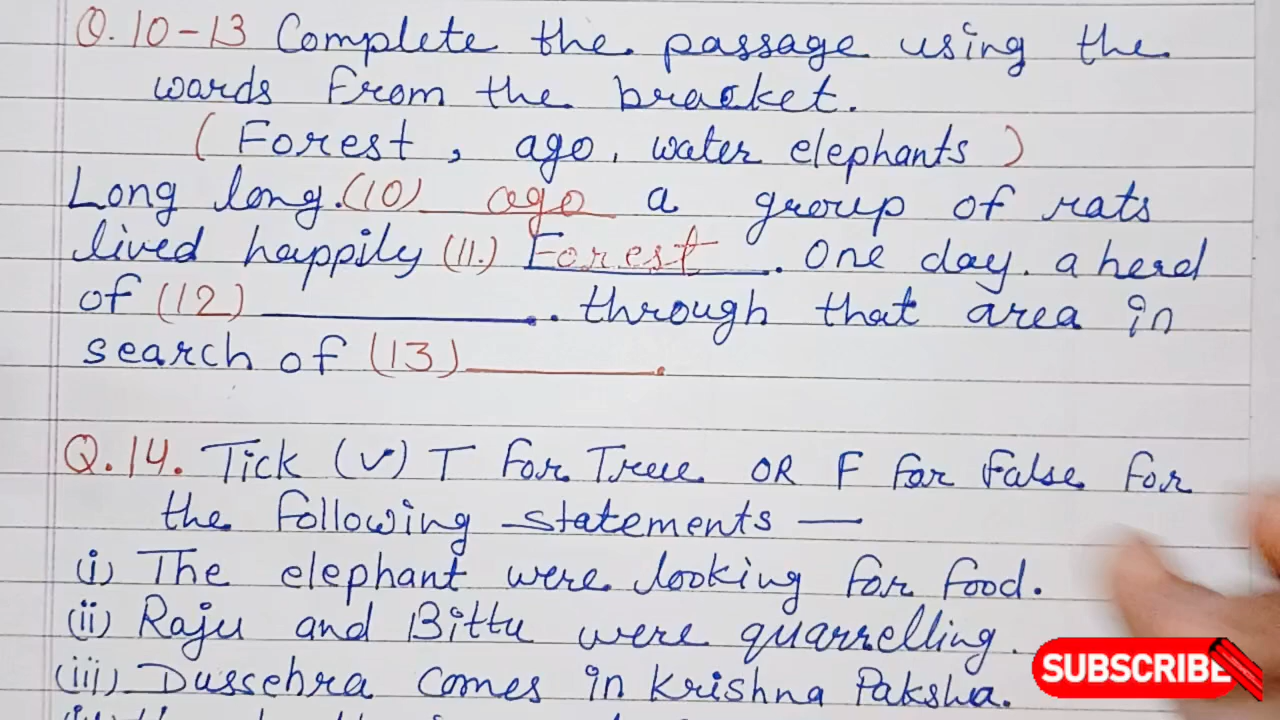 Q.10-13 Complete the passage using the
words from the bracket.
(Forest, ago, water elephants)
Long long.(10) ago a group of rats
lived happily (11.) Forest. One day. a herd
of (12) ________. through that area in
search of (13) ________.
Q.14. Tick (✓) T for True OR F for false for
the following statements —
(i) The elephant were looking for food.
(ii) Raju and Bittu were quarrelling.
(iii) Dussehra comes in Krishna Paksha.
SUBSCRIBE